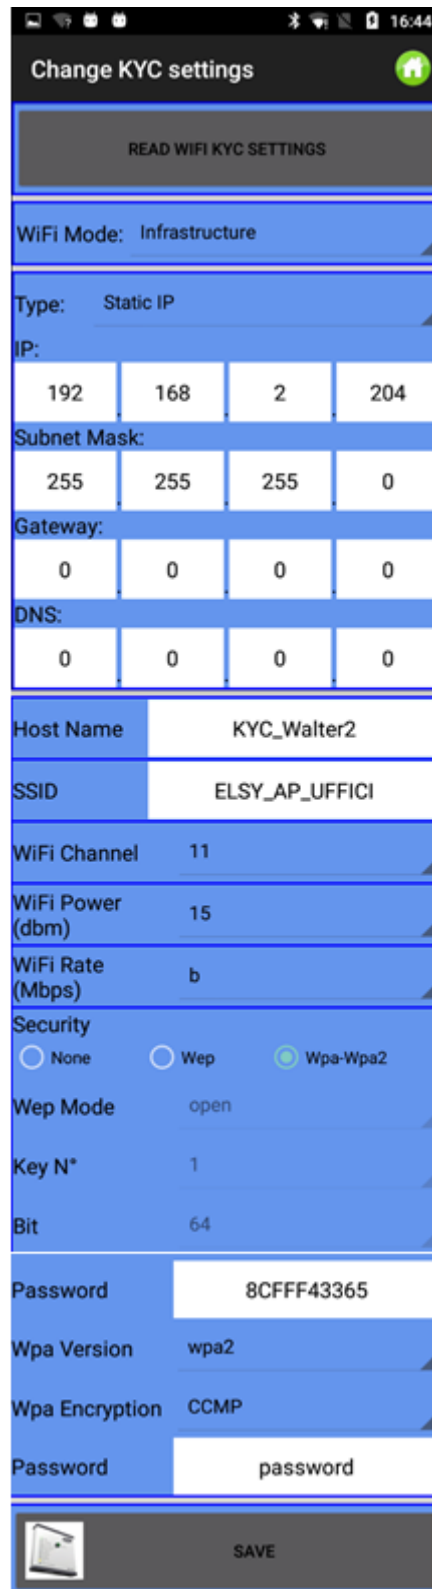 16:44
Change KYC settings
READ WIFI KYC SETTINGS
WiFi Mode: Infrastructure
Type: Static IP
IP:
192 . 168 . 2 . 204
Subnet Mask:
255 . 255 . 255 . 0
Gateway:
0 . 0 . 0 . 0
DNS:
0 . 0 . 0 . 0
Host Name KYC_Walter2
SSID ELSY_AP_UFFICI
WiFi Channel 11
WiFi Power
(dbm) 15
WiFi Rate
(Mbps) b
Security
None Wep Wpa-Wpa2
Wep Mode open
Key N° 1
Bit 64
Password 8CFFF43365
Wpa Version wpa2
Wpa Encryption CCMP
Password password
SAVE